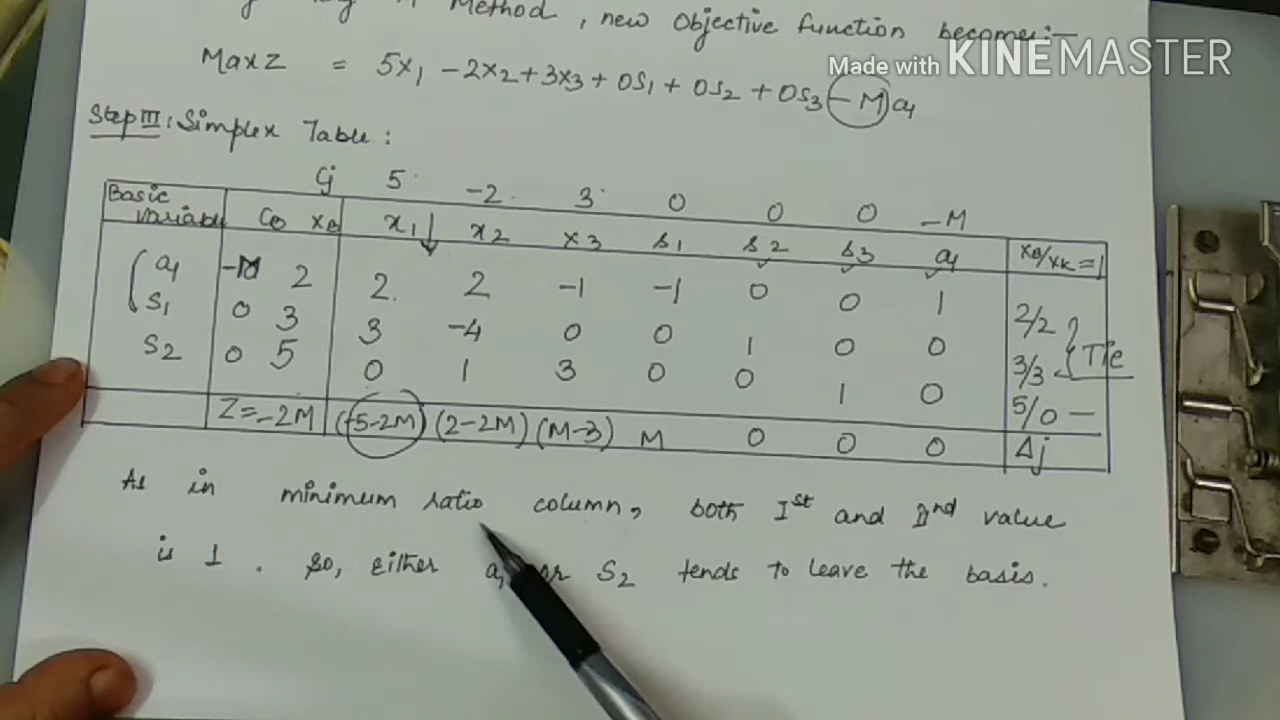 Method, new Objective function becomes:-
Made with KINEMASTER
Max Z = 5x1 - 2x2 + 3x3 + 0s1 + 0s2 + 0s3 - M a1
Step III: Simplex Table:
Cj 5 -2 3 0 0 0 -M
Basic Variable CB XB x1 x2 x3 s1 s2 s3 a1 XB/XK=1
a1 -M 2 2 2 -1 -1 0 0 1 2/2
s1 0 3 3 -4 0 0 1 0 0 3/3 Tie
s2 0 5 0 1 3 0 0 1 0 5/0 —
Z=-2M (-5-2M) (2-2M) (M-3) M 0 0 0 Δj
As in minimum ratio column, both Ist and IInd value
is 1. So, either a1 or s2 tends to leave the basis.